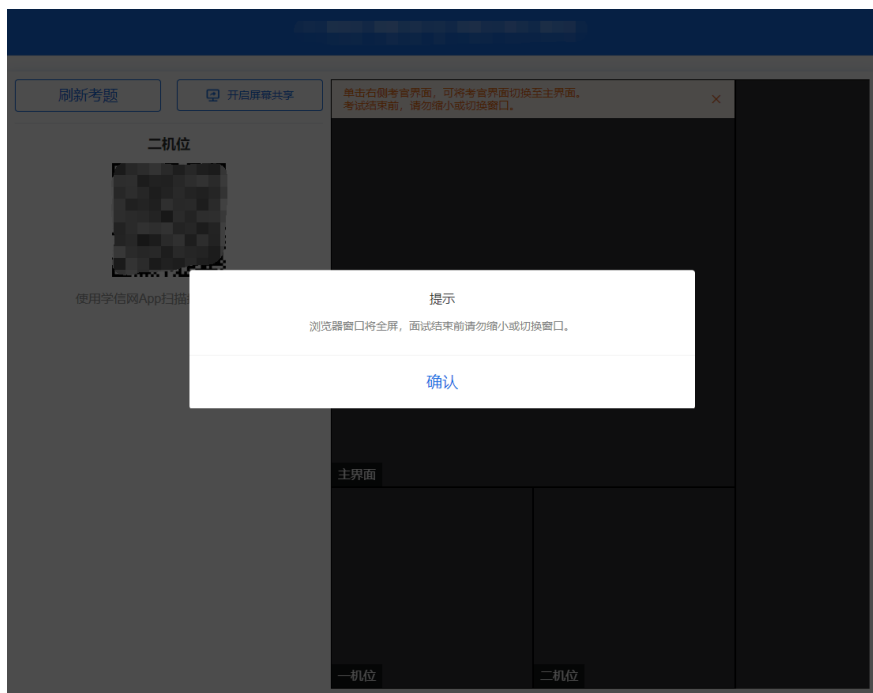 刷新考题
开启屏幕共享
二机位
使用学信网App扫描
单击右侧考官界面，可将考官界面切换至主界面。
考试结束前，请勿缩小或切换窗口。
提示
浏览器窗口将全屏，面试结束前请勿缩小或切换窗口。
确认
主界面
一机位
二机位